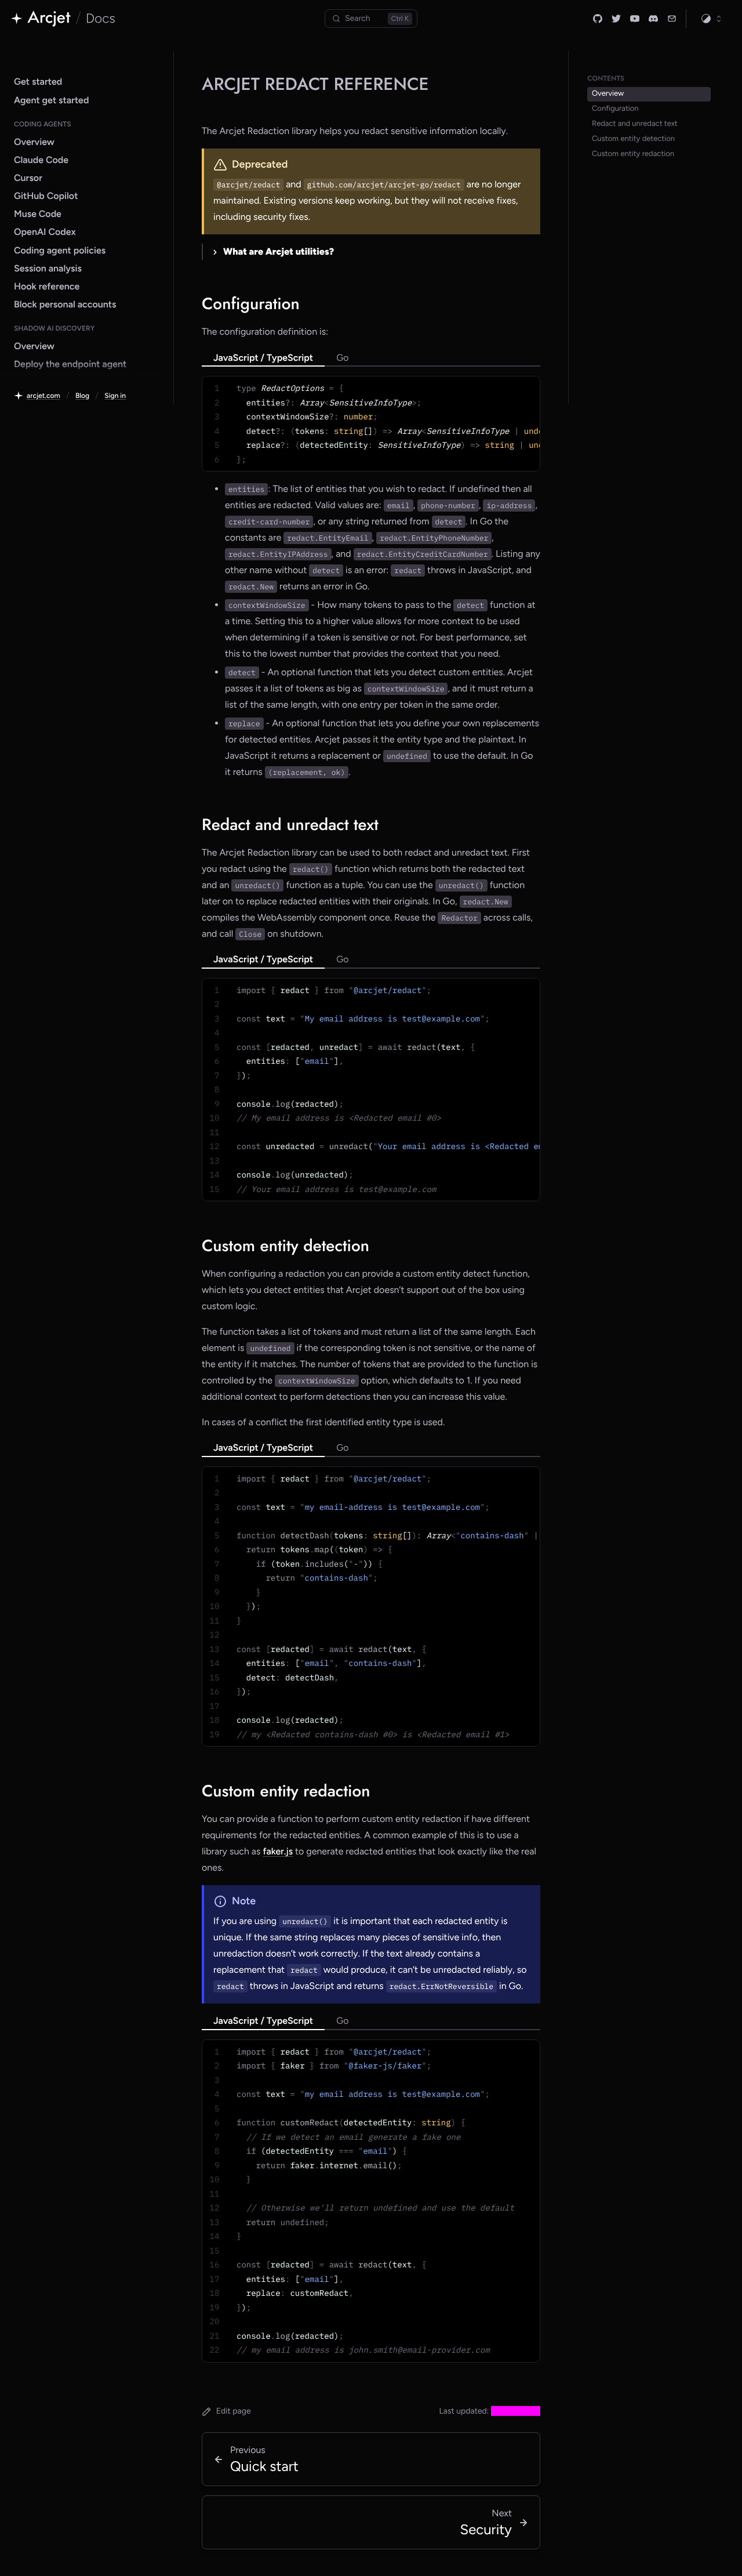 Arcjet / Docs
Search
Ctrl K
Get started
Agent get started
CODING AGENTS
Overview
Claude Code
Cursor
GitHub Copilot
Muse Code
OpenAI Codex
Coding agent policies
Session analysis
Hook reference
Block personal accounts
SHADOW AI DISCOVERY
Overview
Deploy the endpoint agent
arcjet.com / Blog / Sign in
ARCJET REDACT REFERENCE
The Arcjet Redaction library helps you redact sensitive information locally.
Deprecated
@arcjet/redact and github.com/arcjet/arcjet-go/redact are no longer
maintained. Existing versions keep working, but they will not receive fixes,
including security fixes.
What are Arcjet utilities?
Configuration
The configuration definition is:
JavaScript / TypeScript Go
1 type RedactOptions = {
2 entities?: Array<SensitiveInfoType>;
3 contextWindowSize?: number;
4 detect?: (tokens: string[]) => Array<SensitiveInfoType | unde
5 replace?: (detectedEntity: SensitiveInfoType) => string | und
6 };
• entities: The list of entities that you wish to redact. If undefined then all
entities are redacted. Valid values are: email, phone-number, ip-address,
credit-card-number, or any string returned from detect. In Go the
constants are redact.EntityEmail, redact.EntityPhoneNumber,
redact.EntityIPAddress, and redact.EntityCreditCardNumber. Listing any
other name without detect is an error: redact throws in JavaScript, and
redact.New returns an error in Go.
• contextWindowSize - How many tokens to pass to the detect function at
a time. Setting this to a higher value allows for more context to be used
when determining if a token is sensitive or not. For best performance, set
this to the lowest number that provides the context that you need.
• detect - An optional function that lets you detect custom entities. Arcjet
passes it a list of tokens as big as contextWindowSize, and it must return a
list of the same length, with one entry per token in the same order.
• replace - An optional function that lets you define your own replacements
for detected entities. Arcjet passes it the entity type and the plaintext. In
JavaScript it returns a replacement or undefined to use the default. In Go
it returns (replacement, ok).
Redact and unredact text
The Arcjet Redaction library can be used to both redact and unredact text. First
you redact using the redact() function which returns both the redacted text
and an unredact() function as a tuple. You can use the unredact() function
later on to replace redacted entities with their originals. In Go, redact.New
compiles the WebAssembly component once. Reuse the Redactor across calls,
and call Close on shutdown.
JavaScript / TypeScript Go
1 import { redact } from "@arcjet/redact";
2
3 const text = "My email address is test@example.com";
4
5 const [redacted, unredact] = await redact(text, {
6 entities: ["email"],
7 });
8
9 console.log(redacted);
10 // My email address is <Redacted email #0>
11
12 const unredacted = unredact("Your email address is <Redacted em
13
14 console.log(unredacted);
15 // Your email address is test@example.com
Custom entity detection
When configuring a redaction you can provide a custom entity detect function,
which lets you detect entities that Arcjet doesn't support out of the box using
custom logic.
The function takes a list of tokens and must return a list of the same length. Each
element is undefined if the corresponding token is not sensitive, or the name of
the entity if it matches. The number of tokens that are provided to the function is
controlled by the contextWindowSize option, which defaults to 1. If you need
additional context to perform detections then you can increase this value.
In cases of a conflict the first identified entity type is used.
JavaScript / TypeScript Go
1 import { redact } from "@arcjet/redact";
2
3 const text = "my email-address is test@example.com";
4
5 function detectDash(tokens: string[]): Array<"contains-dash" |
6 return tokens.map((token) => {
7 if (token.includes("-")) {
8 return "contains-dash";
9 }
10 });
11 }
12
13 const [redacted] = await redact(text, {
14 entities: ["email", "contains-dash"],
15 detect: detectDash,
16 });
17
18 console.log(redacted);
19 // my <Redacted contains-dash #0> is <Redacted email #1>
Custom entity redaction
You can provide a function to perform custom entity redaction if have different
requirements for the redacted entities. A common example of this is to use a
library such as faker.js to generate redacted entities that look exactly like the real
ones.
Note
If you are using unredact() it is important that each redacted entity is
unique. If the same string replaces many pieces of sensitive info, then
unredaction doesn't work correctly. If the text already contains a
replacement that redact would produce, it can't be unredacted reliably, so
redact throws in JavaScript and returns redact.ErrNotReversible in Go.
JavaScript / TypeScript Go
1 import { redact } from "@arcjet/redact";
2 import { faker } from "@faker-js/faker";
3
4 const text = "my email address is test@example.com";
5
6 function customRedact(detectedEntity: string) {
7 // If we detect an email generate a fake one
8 if (detectedEntity === "email") {
9 return faker.internet.email();
10 }
11
12 // Otherwise we'll return undefined and use the default
13 return undefined;
14 }
15
16 const [redacted] = await redact(text, {
17 entities: ["email"],
18 replace: customRedact,
19 });
20
21 console.log(redacted);
22 // my email address is john.smith@email-provider.com
Edit page
Last updated:
Previous
Quick start
Next
Security
CONTENTS
Overview
Configuration
Redact and unredact text
Custom entity detection
Custom entity redaction